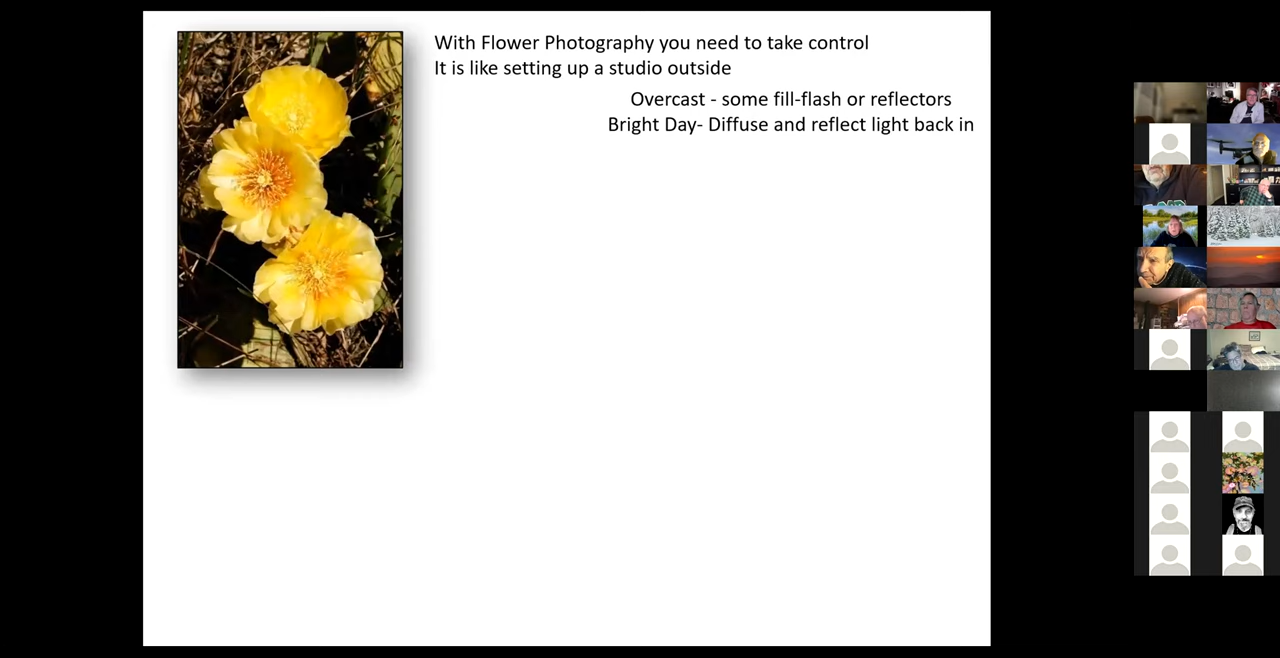 With Flower Photography you need to take control
It is like setting up a studio outside
Overcast - some fill-flash or reflectors
Bright Day- Diffuse and reflect light back in